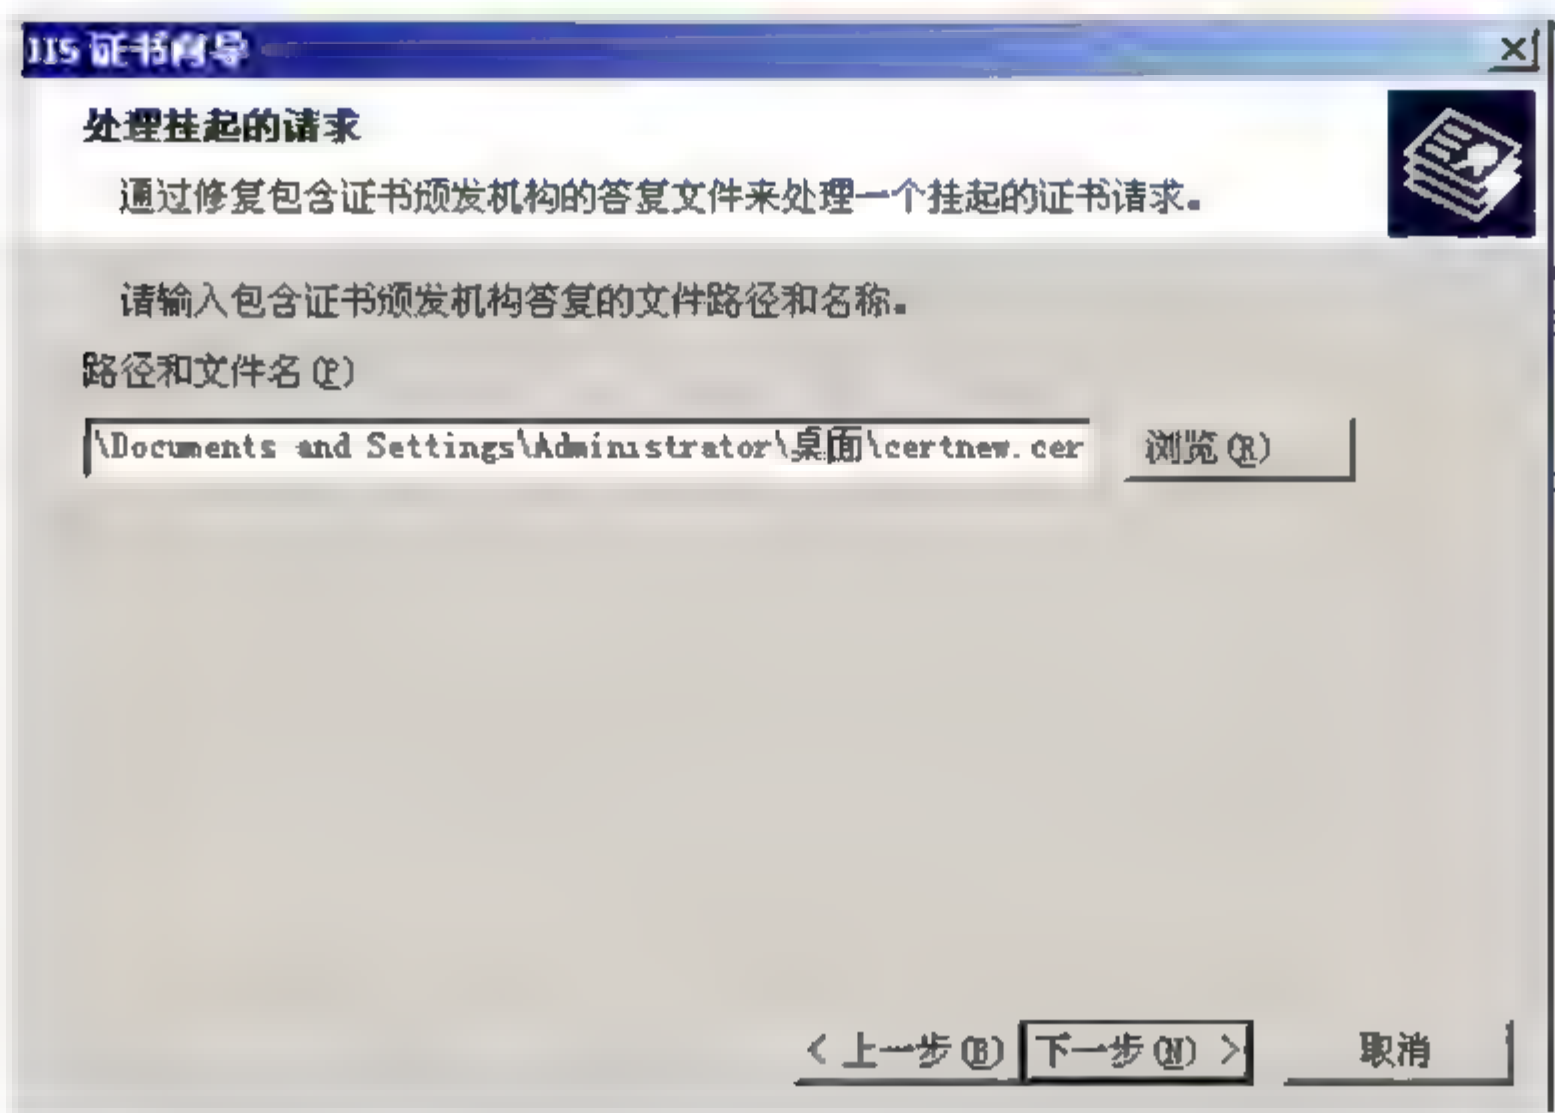 IIS 证书向导
处理挂起的请求
通过修复包含证书颁发机构的答复文件来处理一个挂起的证书请求。
请输入包含证书颁发机构答复的文件路径和名称。
路径和文件名(P)
\Documents and Settings\Administrator\桌面\certnew.cer 浏览(R)
< 上一步(B) 下一步(N) > 取消